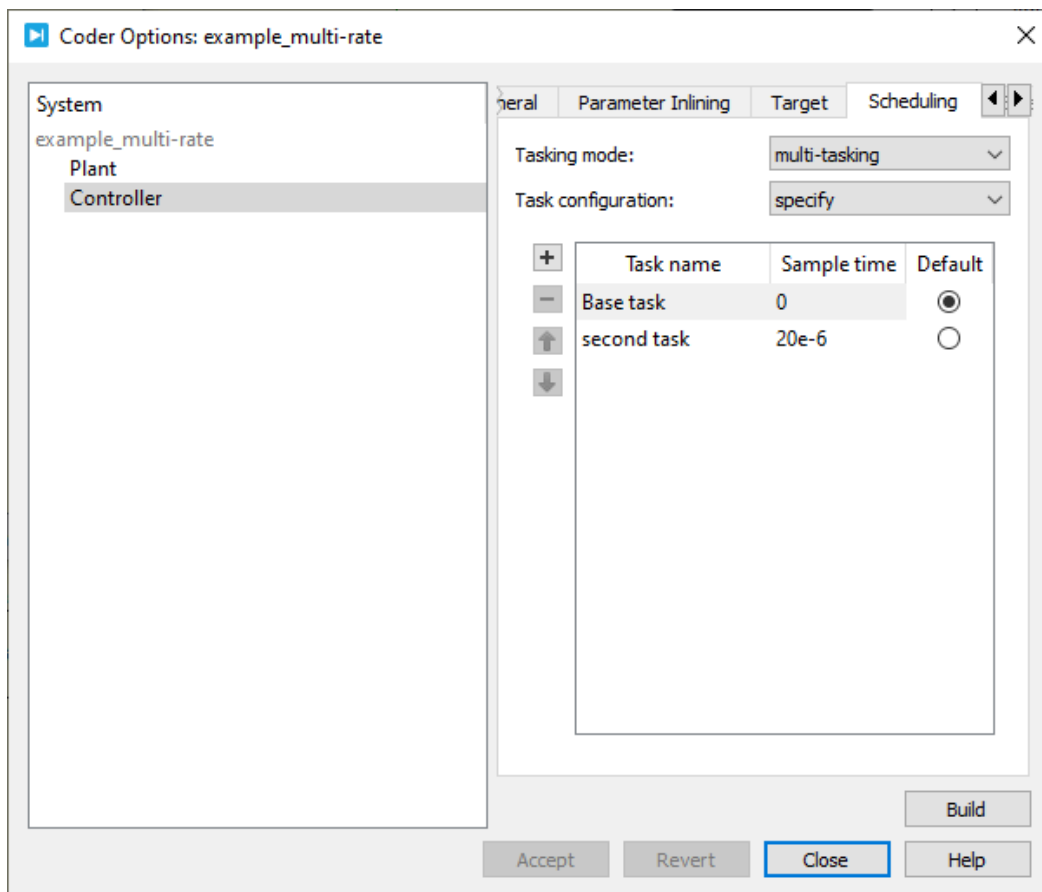 Coder Options: example_multi-rate
System
example_multi-rate
Plant
Controller
neral Parameter Inlining Target Scheduling
Tasking mode: multi-tasking
Task configuration: specify
Task name Sample time Default
Base task 0
second task 20e-6
Build
Accept Revert Close Help